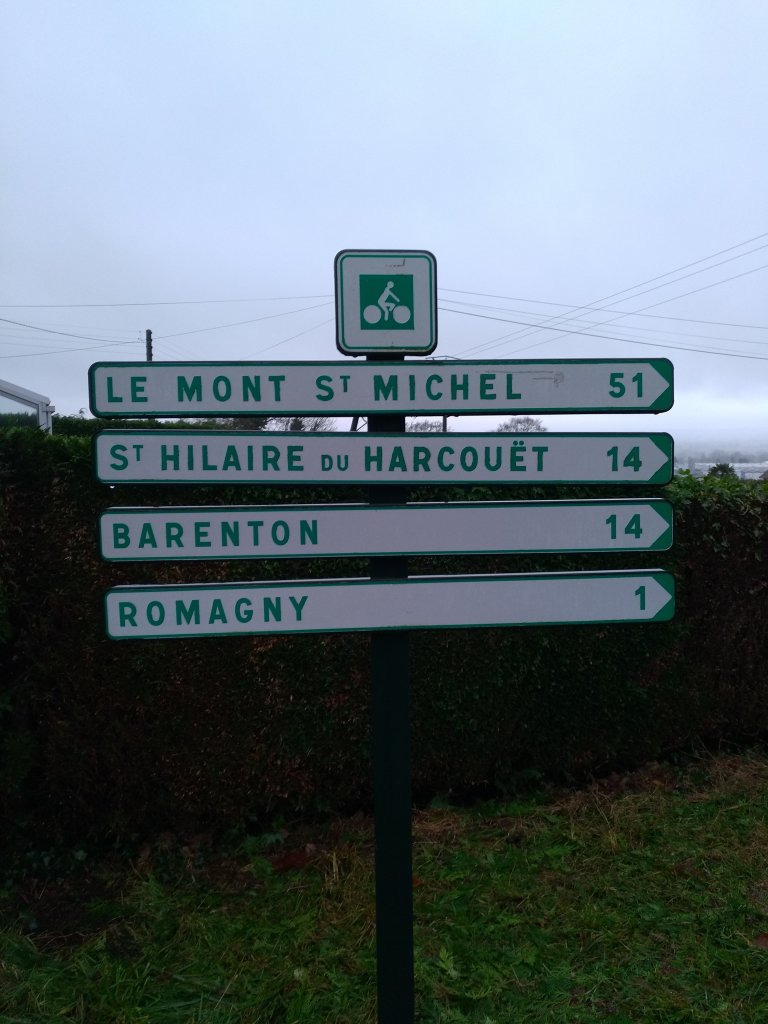 LE MONT ST MICHEL 51
ST HILAIRE DU HARCOUËT 14
BARENTON 14
ROMAGNY 1